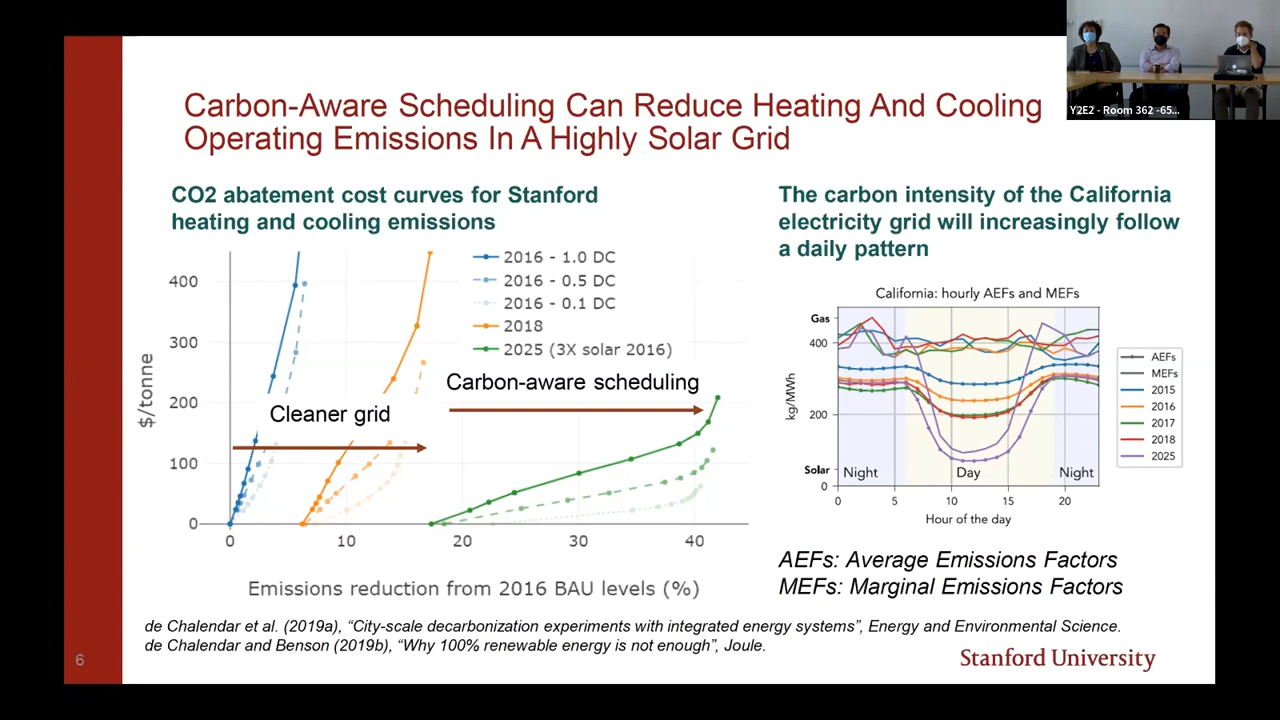 Y2E2 - Room 362 -65...
Carbon-Aware Scheduling Can Reduce Heating And Cooling
Operating Emissions In A Highly Solar Grid
CO2 abatement cost curves for Stanford
heating and cooling emissions
400
300
200
100
0
$/tonne
2016 - 1.0 DC
2016 - 0.5 DC
2016 - 0.1 DC
2018
2025 (3X solar 2016)
Carbon-aware scheduling
Cleaner grid
0 10 20 30 40
Emissions reduction from 2016 BAU levels (%)
The carbon intensity of the California
electricity grid will increasingly follow
a daily pattern
California: hourly AEFs and MEFs
Gas
400
200
Solar
0
kg/MWh
Night Day Night
0 5 10 15 20
Hour of the day
AEFs
MEFs
2015
2016
2017
2018
2025
AEFs: Average Emissions Factors
MEFs: Marginal Emissions Factors
de Chalendar et al. (2019a), “City-scale decarbonization experiments with integrated energy systems”, Energy and Environmental Science.
de Chalendar and Benson (2019b), “Why 100% renewable energy is not enough”, Joule.
6
Stanford University